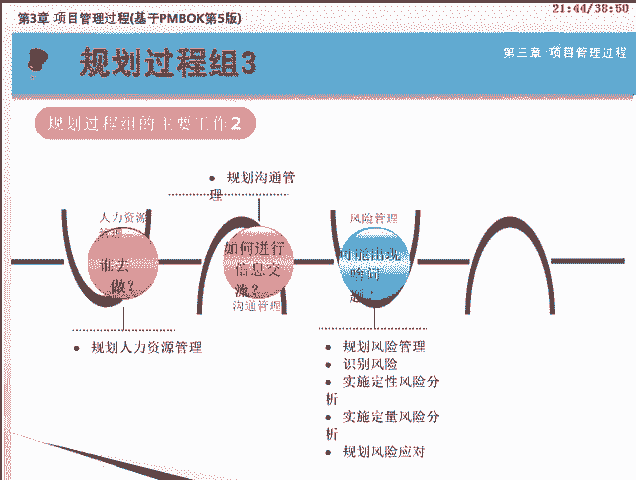 第3章 项目管理过程(基于PMBOK第5版)
21:44/38:50
规划过程组3
第三章 项目管理过程
规划过程组的主要工作2
● 规划沟通管
理
人力资源
管理
谁去
做?
如何进行
信息交
流?
沟通管理
风险管理
可能出现
啥问
题?
● 规划人力资源管理
● 规划风险管理
● 识别风险
● 实施定性风险分
析
● 实施定量风险分
析
● 规划风险应对